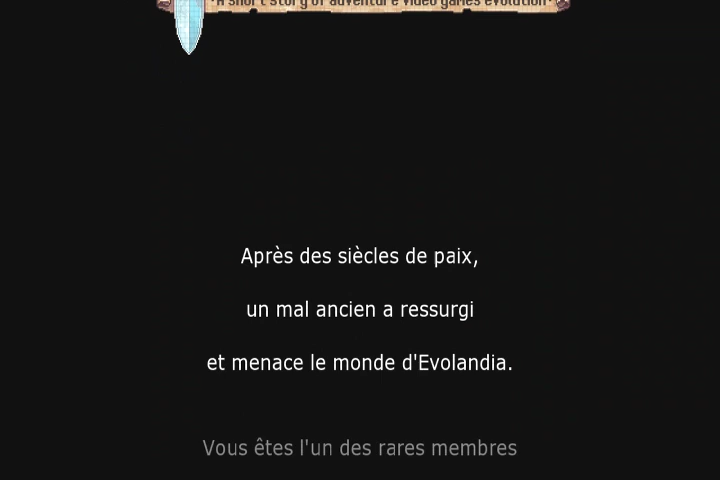 A short story of adventure video games evolution
Après des siècles de paix,
un mal ancien a ressurgi
et menace le monde d'Evolandia.
Vous êtes l'un des rares membres